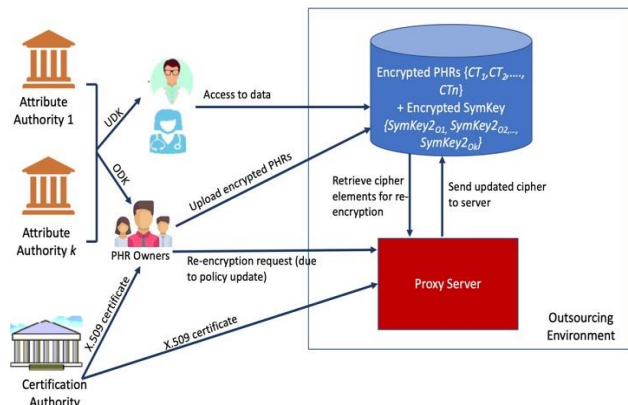 Attribute
Authority 1
Attribute
Authority k
Certification
Authority
UDK
ODK
PHR Owners
X.509 certificate
X.509 certificate
Access to data
Upload encrypted PHRs
Re-encryption request (due
to policy update)
Encrypted PHRs {CT1,CT2,....,
CTn}
+ Encrypted SymKey
{SymKey2O1, SymKey2O2,..,
SymKey2Ok}
Retrieve cipher
elements for re-
encryption
Send updated cipher
to server
Proxy Server
Outsourcing
Environment